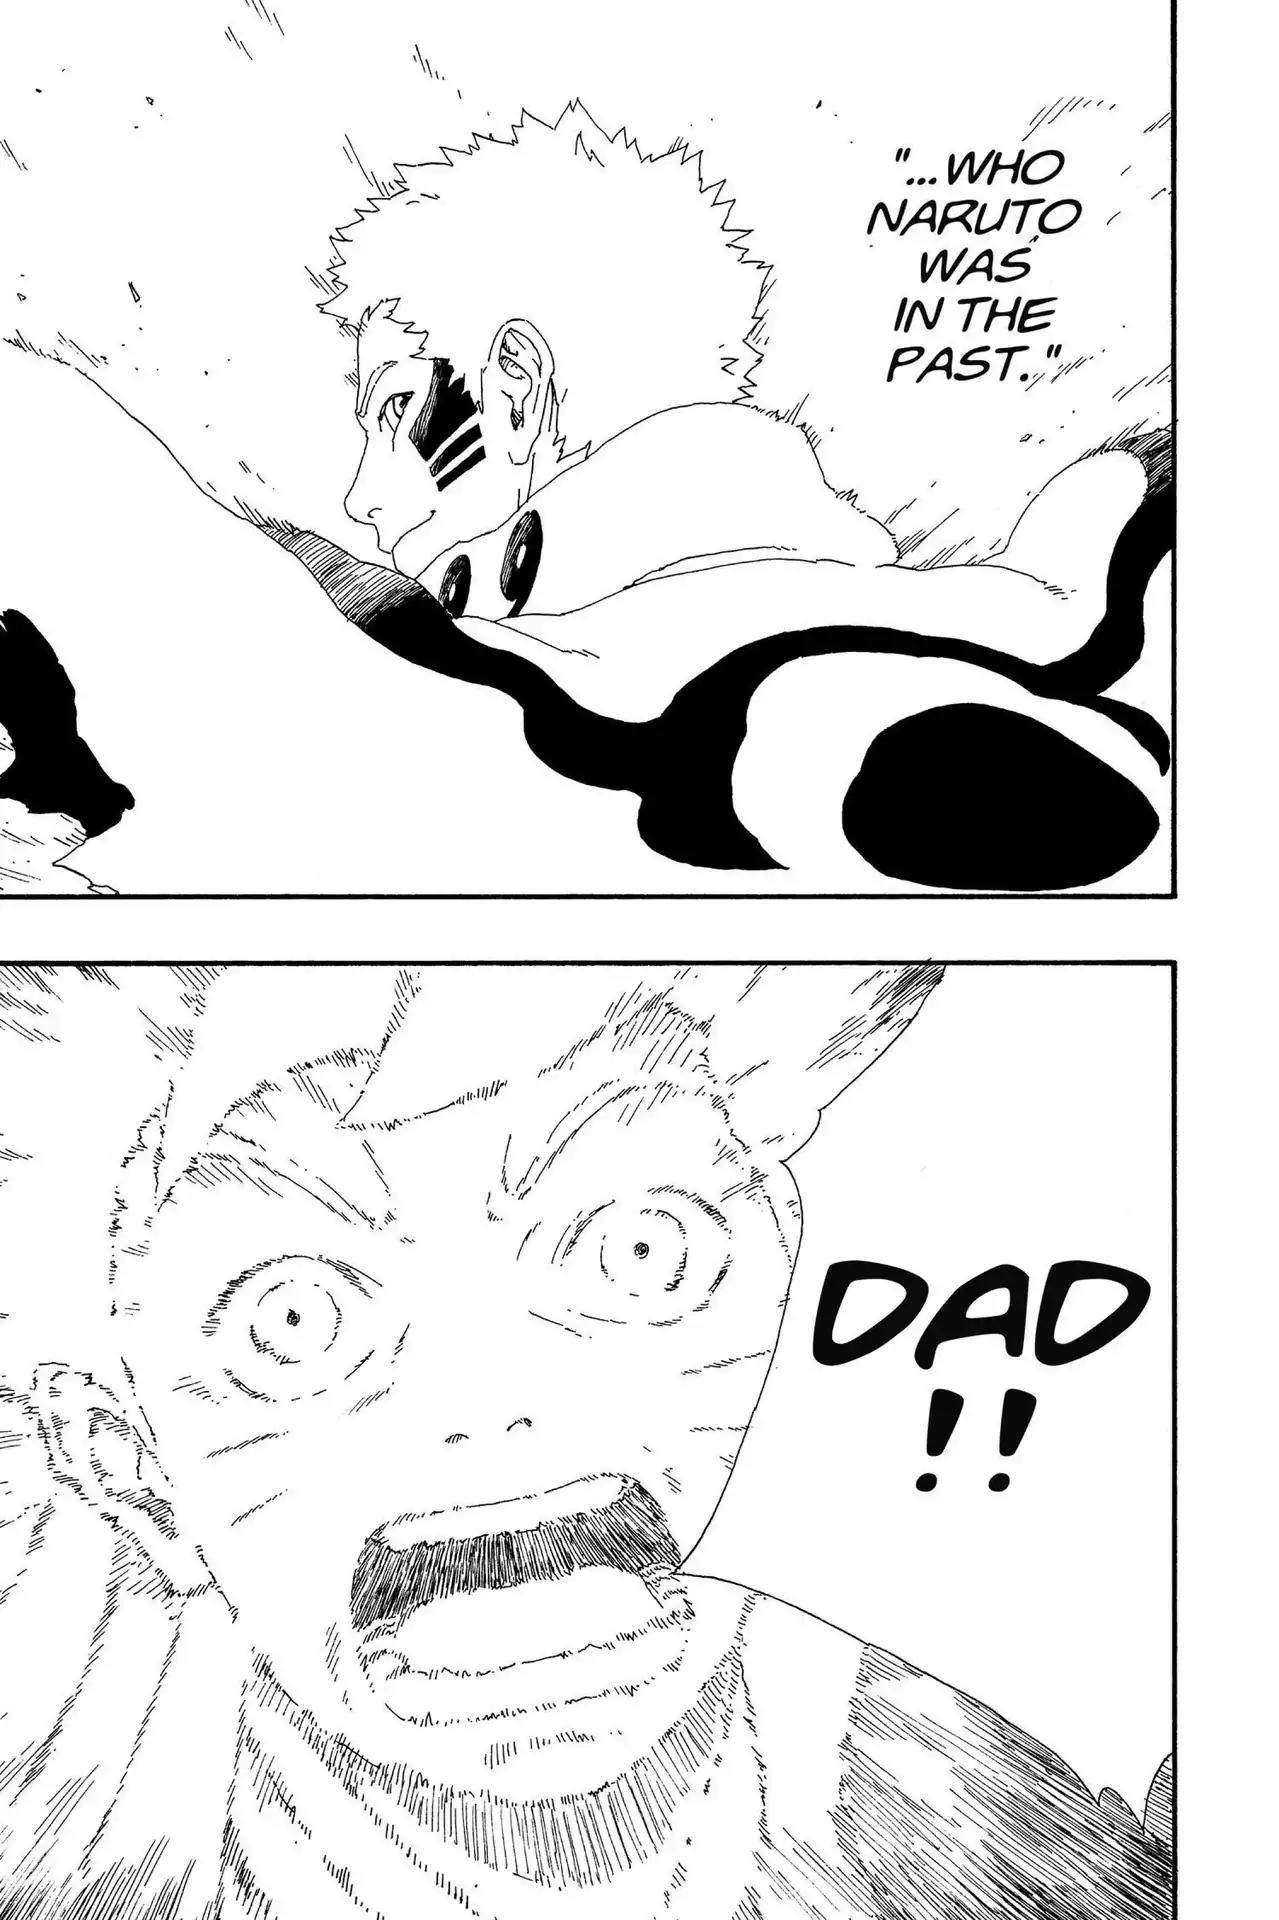 "...WHO
NARUTO
WAS
IN THE
PAST."
DAD
!!